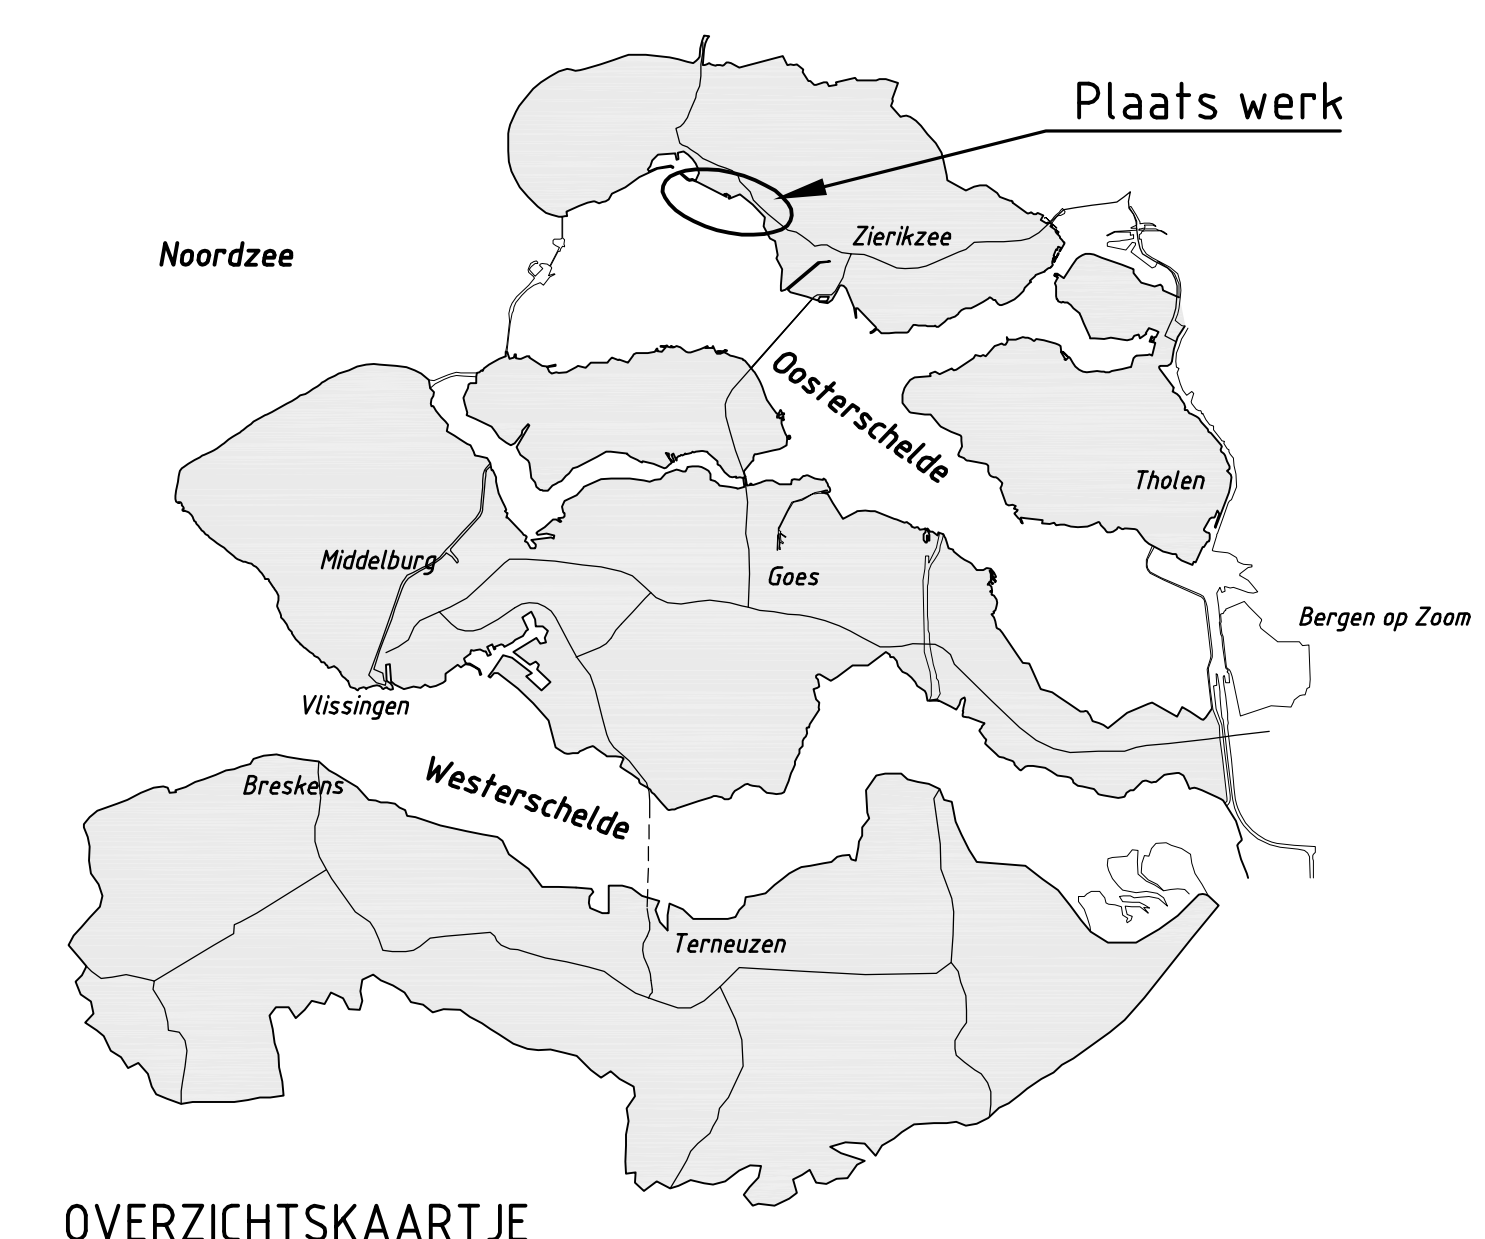 Plaats werk
Noordzee
Zierikzee
Oosterschelde
Tholen
Middelburg
Goes
Bergen op Zoom
Vlissingen
Westerschelde
Breskens
Terneuzen
OVERZICHTSKAARTJE